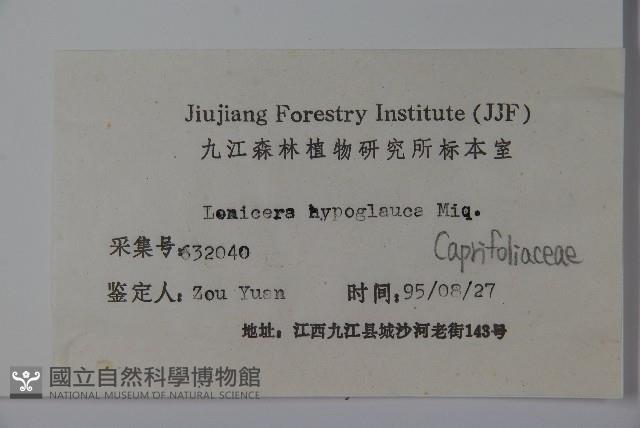 Jiujiang Forestry Institute (JJF)
九江森林植物研究所标本室
Lonicera hypoglauca Miq.
采集号:632040
Caprifoliaceae
鉴定人: Zou Yuan 时间: 95/08/27
地址: 江西九江县城沙河老街143号
國立自然科學博物館
NATIONAL MUSEUM OF NATURAL SCIENCE